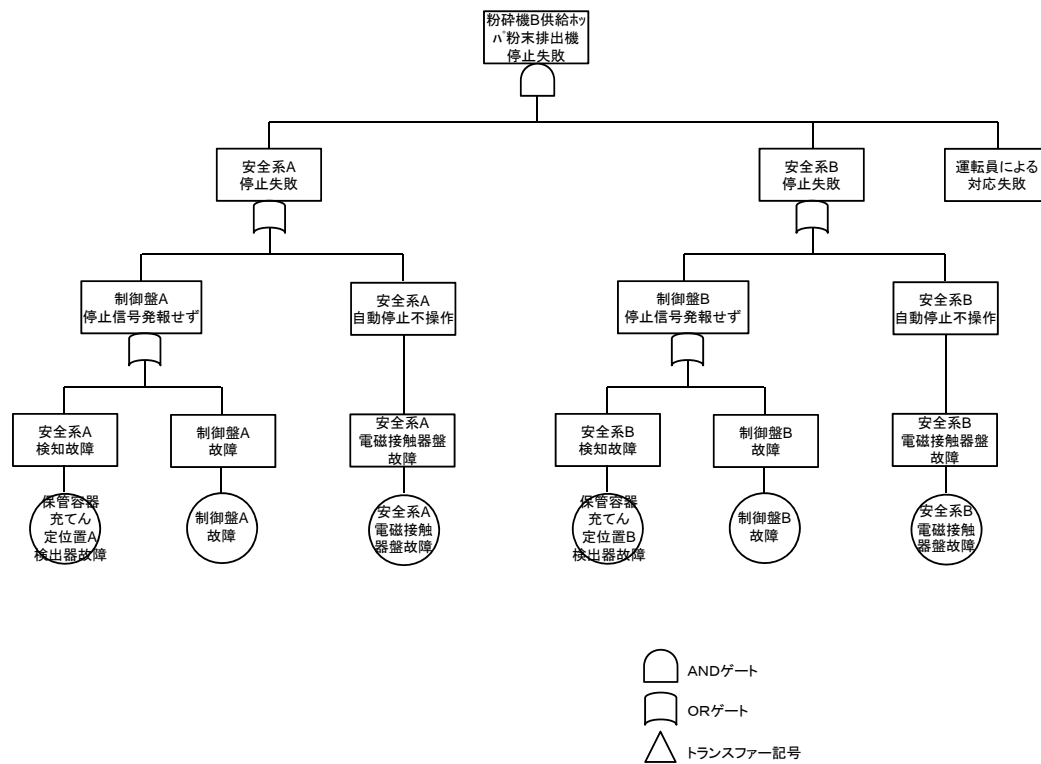 粉砕機B供給ホッ
パ粉末排出機
停止失敗
安全系A
停止失敗
安全系B
停止失敗
運転員による
対応失敗
制御盤A
停止信号発報せず
安全系A
自動停止不操作
制御盤B
停止信号発報せず
安全系B
自動停止不操作
安全系A
検知故障
制御盤A
故障
安全系A
電磁接触器盤
故障
安全系B
検知故障
制御盤B
故障
安全系B
電磁接触器盤
故障
保管容器
充てん
定位置A
検出器故障
制御盤A
故障
安全系A
電磁接触
器盤故障
保管容器
充てん
定位置B
検出器故障
制御盤B
故障
安全系B
電磁接触
器盤故障
ANDゲート
ORゲート
トランスファー記号